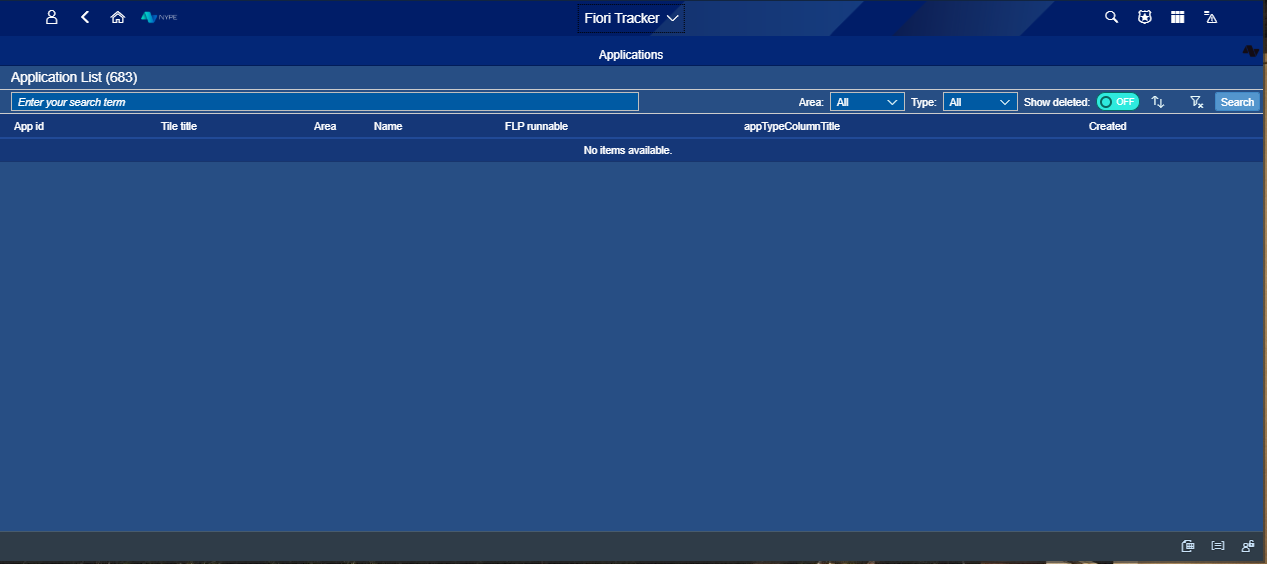 NYPE
Fiori Tracker
Applications
Application List (683)
Enter your search term
Area: All Type: All Show deleted: OFF Search
App id Tile title Area Name FLP runnable appTypeColumnTitle Created
No items available.